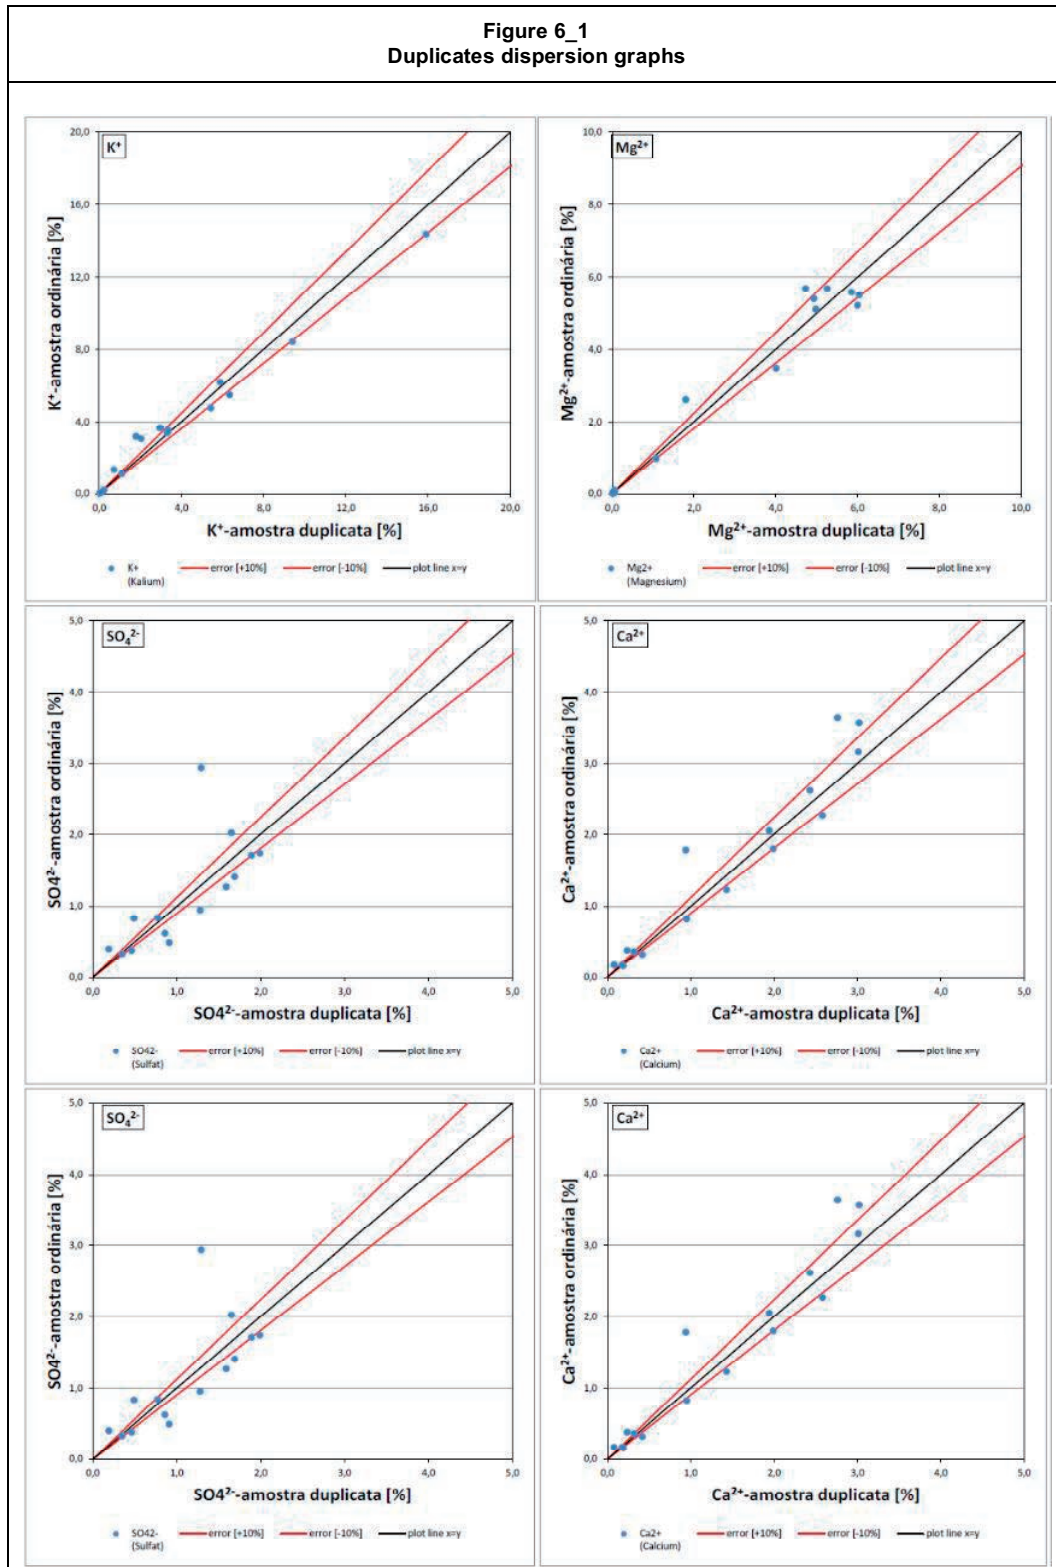 Figure 6_1
Duplicates dispersion graphs
K⁺
20,0
16,0
12,0
8,0
4,0
0,0
K⁺-amostra ordinária [%]
0,0 4,0 8,0 12,0 16,0 20,0
K⁺-amostra duplicata [%]
K+ (Kalium) error [+10%] error [-10%] plot line x=y
Mg²⁺
10,0
8,0
6,0
4,0
2,0
0,0
Mg²⁺-amostra ordinária [%]
0,0 2,0 4,0 6,0 8,0 10,0
Mg²⁺-amostra duplicata [%]
Mg2+ (Magnesium) error [+10%] error [-10%] plot line x=y
SO₄²⁻
5,0
4,0
3,0
2,0
1,0
0,0
SO4²⁻-amostra ordinária [%]
0,0 1,0 2,0 3,0 4,0 5,0
SO4²⁻-amostra duplicata [%]
SO42- (Sulfat) error [+10%] error [-10%] plot line x=y
Ca²⁺
5,0
4,0
3,0
2,0
1,0
0,0
Ca²⁺-amostra ordinária [%]
0,0 1,0 2,0 3,0 4,0 5,0
Ca²⁺-amostra duplicata [%]
Ca2+ (Calcium) error [+10%] error [-10%] plot line x=y
SO₄²⁻
5,0
4,0
3,0
2,0
1,0
0,0
SO4²⁻-amostra ordinária [%]
0,0 1,0 2,0 3,0 4,0 5,0
SO4²⁻-amostra duplicata [%]
SO42- (Sulfat) error [+10%] error [-10%] plot line x=y
Ca²⁺
5,0
4,0
3,0
2,0
1,0
0,0
Ca²⁺-amostra ordinária [%]
0,0 1,0 2,0 3,0 4,0 5,0
Ca²⁺-amostra duplicata [%]
Ca2+ (Calcium) error [+10%] error [-10%] plot line x=y